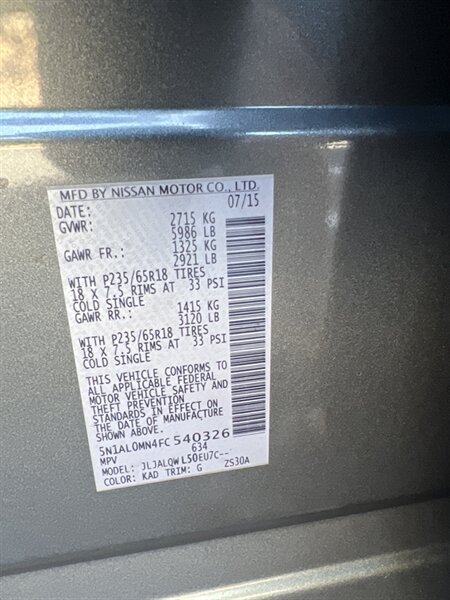 MFD BY NISSAN MOTOR CO., LTD.
DATE: 07/15
GVWR: 2715 KG
5986 LB
GAWR FR.: 1325 KG
2921 LB
WITH P235/65R18 TIRES
18 X 7.5 RIMS AT 33 PSI
COLD SINGLE
GAWR RR.: 1415 KG
3120 LB
WITH P235/65R18 TIRES
18 X 7.5 RIMS AT 33 PSI
COLD SINGLE
THIS VEHICLE CONFORMS TO
ALL APPLICABLE FEDERAL
MOTOR VEHICLE SAFETY AND
THEFT PREVENTION
STANDARDS IN EFFECT ON
THE DATE OF MANUFACTURE
SHOWN ABOVE.
5N1AL0MN4FC540326
MPV 634
MODEL: JLJALQWL50EU7C--
COLOR: KAD TRIM: G ZS30A